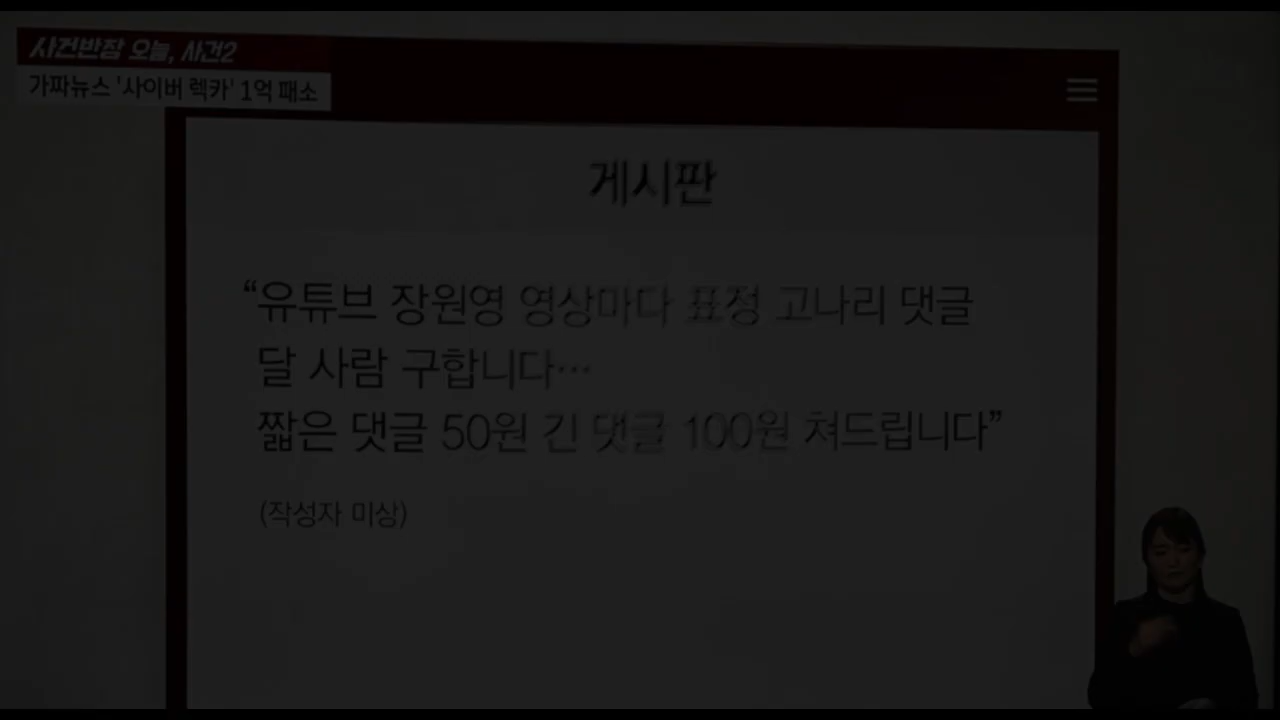 사건반장 오늘, 사건2
가짜뉴스 '사이버 렉카' 1억 패소
게시판
“유튜브 장원영 영상마다 표정 고나리 댓글
달 사람 구합니다…
짧은 댓글 50원 긴 댓글 100원 쳐드립니다”
(작성자 미상)